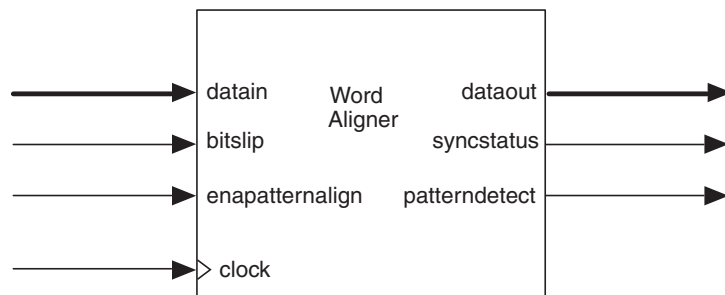 datain
Word
Aligner
dataout
bitslip
syncstatus
enapatternalign
patterndetect
clock